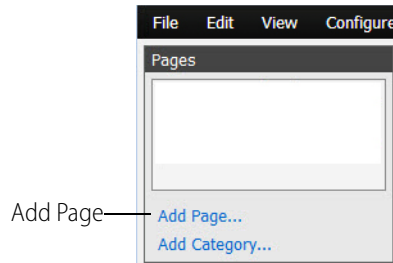 File Edit View Configure
Pages
Add Page
Add Page...
Add Category...